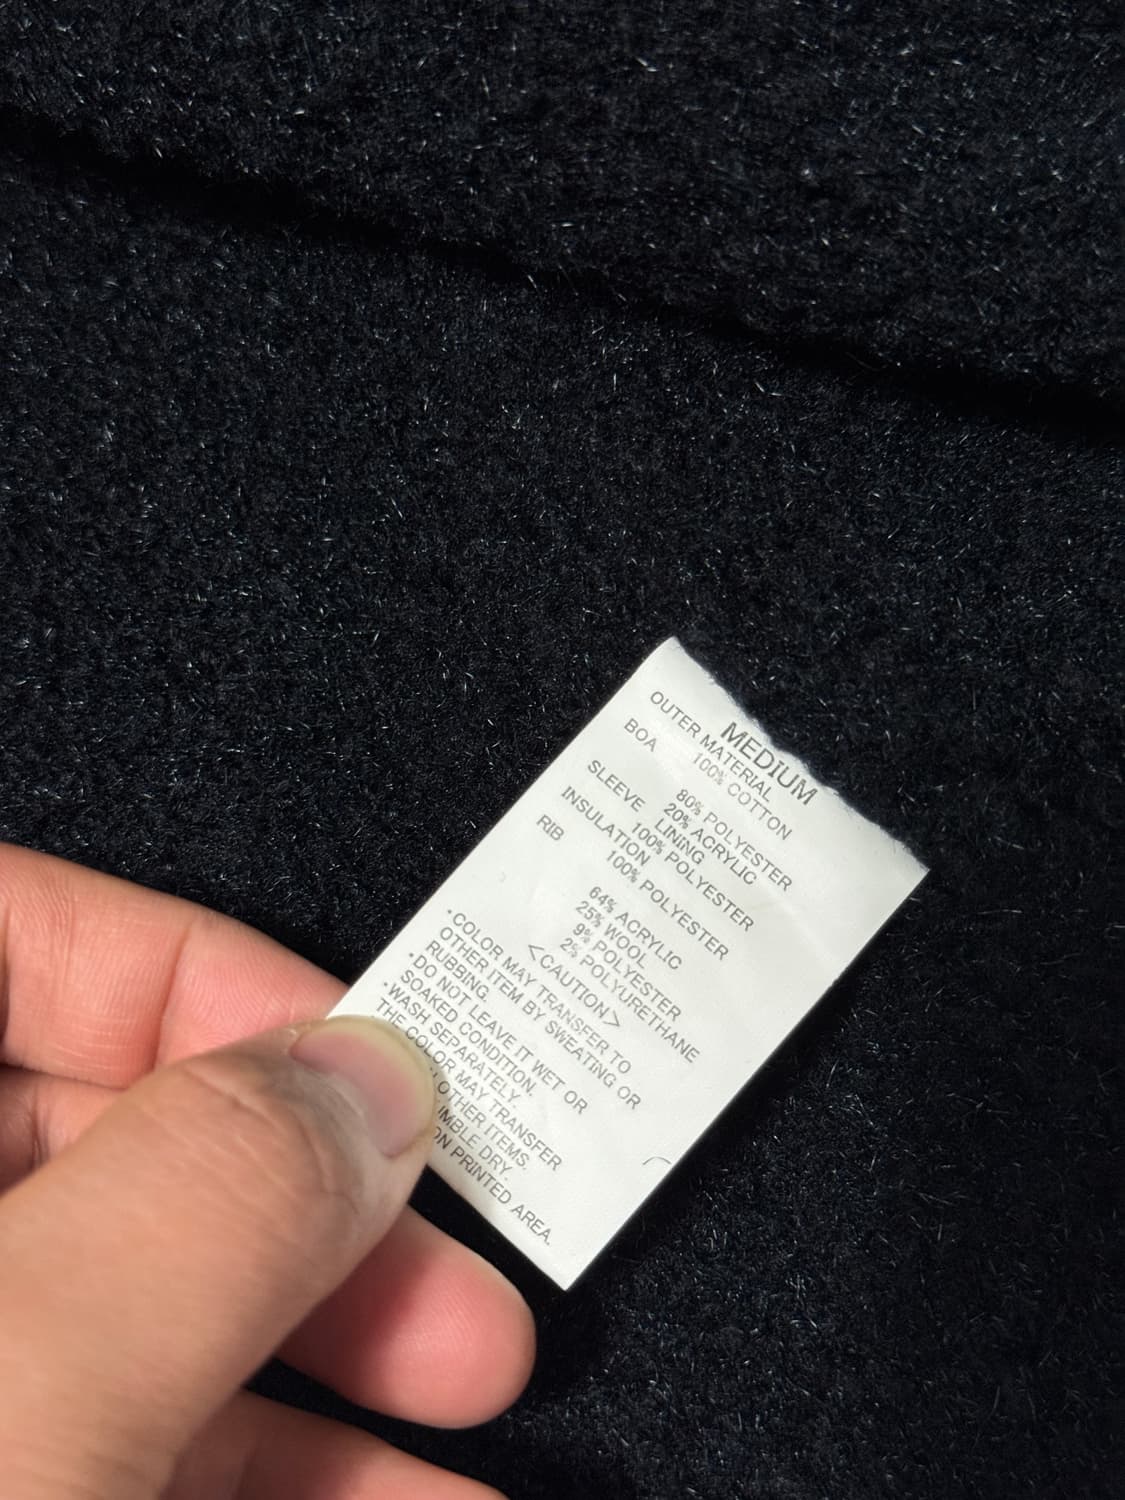 MEDIUM
OUTER MATERIAL
100% COTTON
BOA
80% POLYESTER
20% ACRYLIC
SLEEVE LINING
100% POLYESTER
INSULATION
100% POLYESTER
RIB
64% ACRYLIC
25% WOOL
9% POLYESTER
2% POLYURETHANE
<CAUTION>
・COLOR MAY TRANSFER TO
OTHER ITEM BY SWEATING OR
RUBBING.
・DO NOT LEAVE IT WET OR
SOAKED CONDITION.
・WASH SEPARATELY.
THE COLOR MAY TRANSFER
OTHER ITEMS.
DRY.
PRINTED AREA.